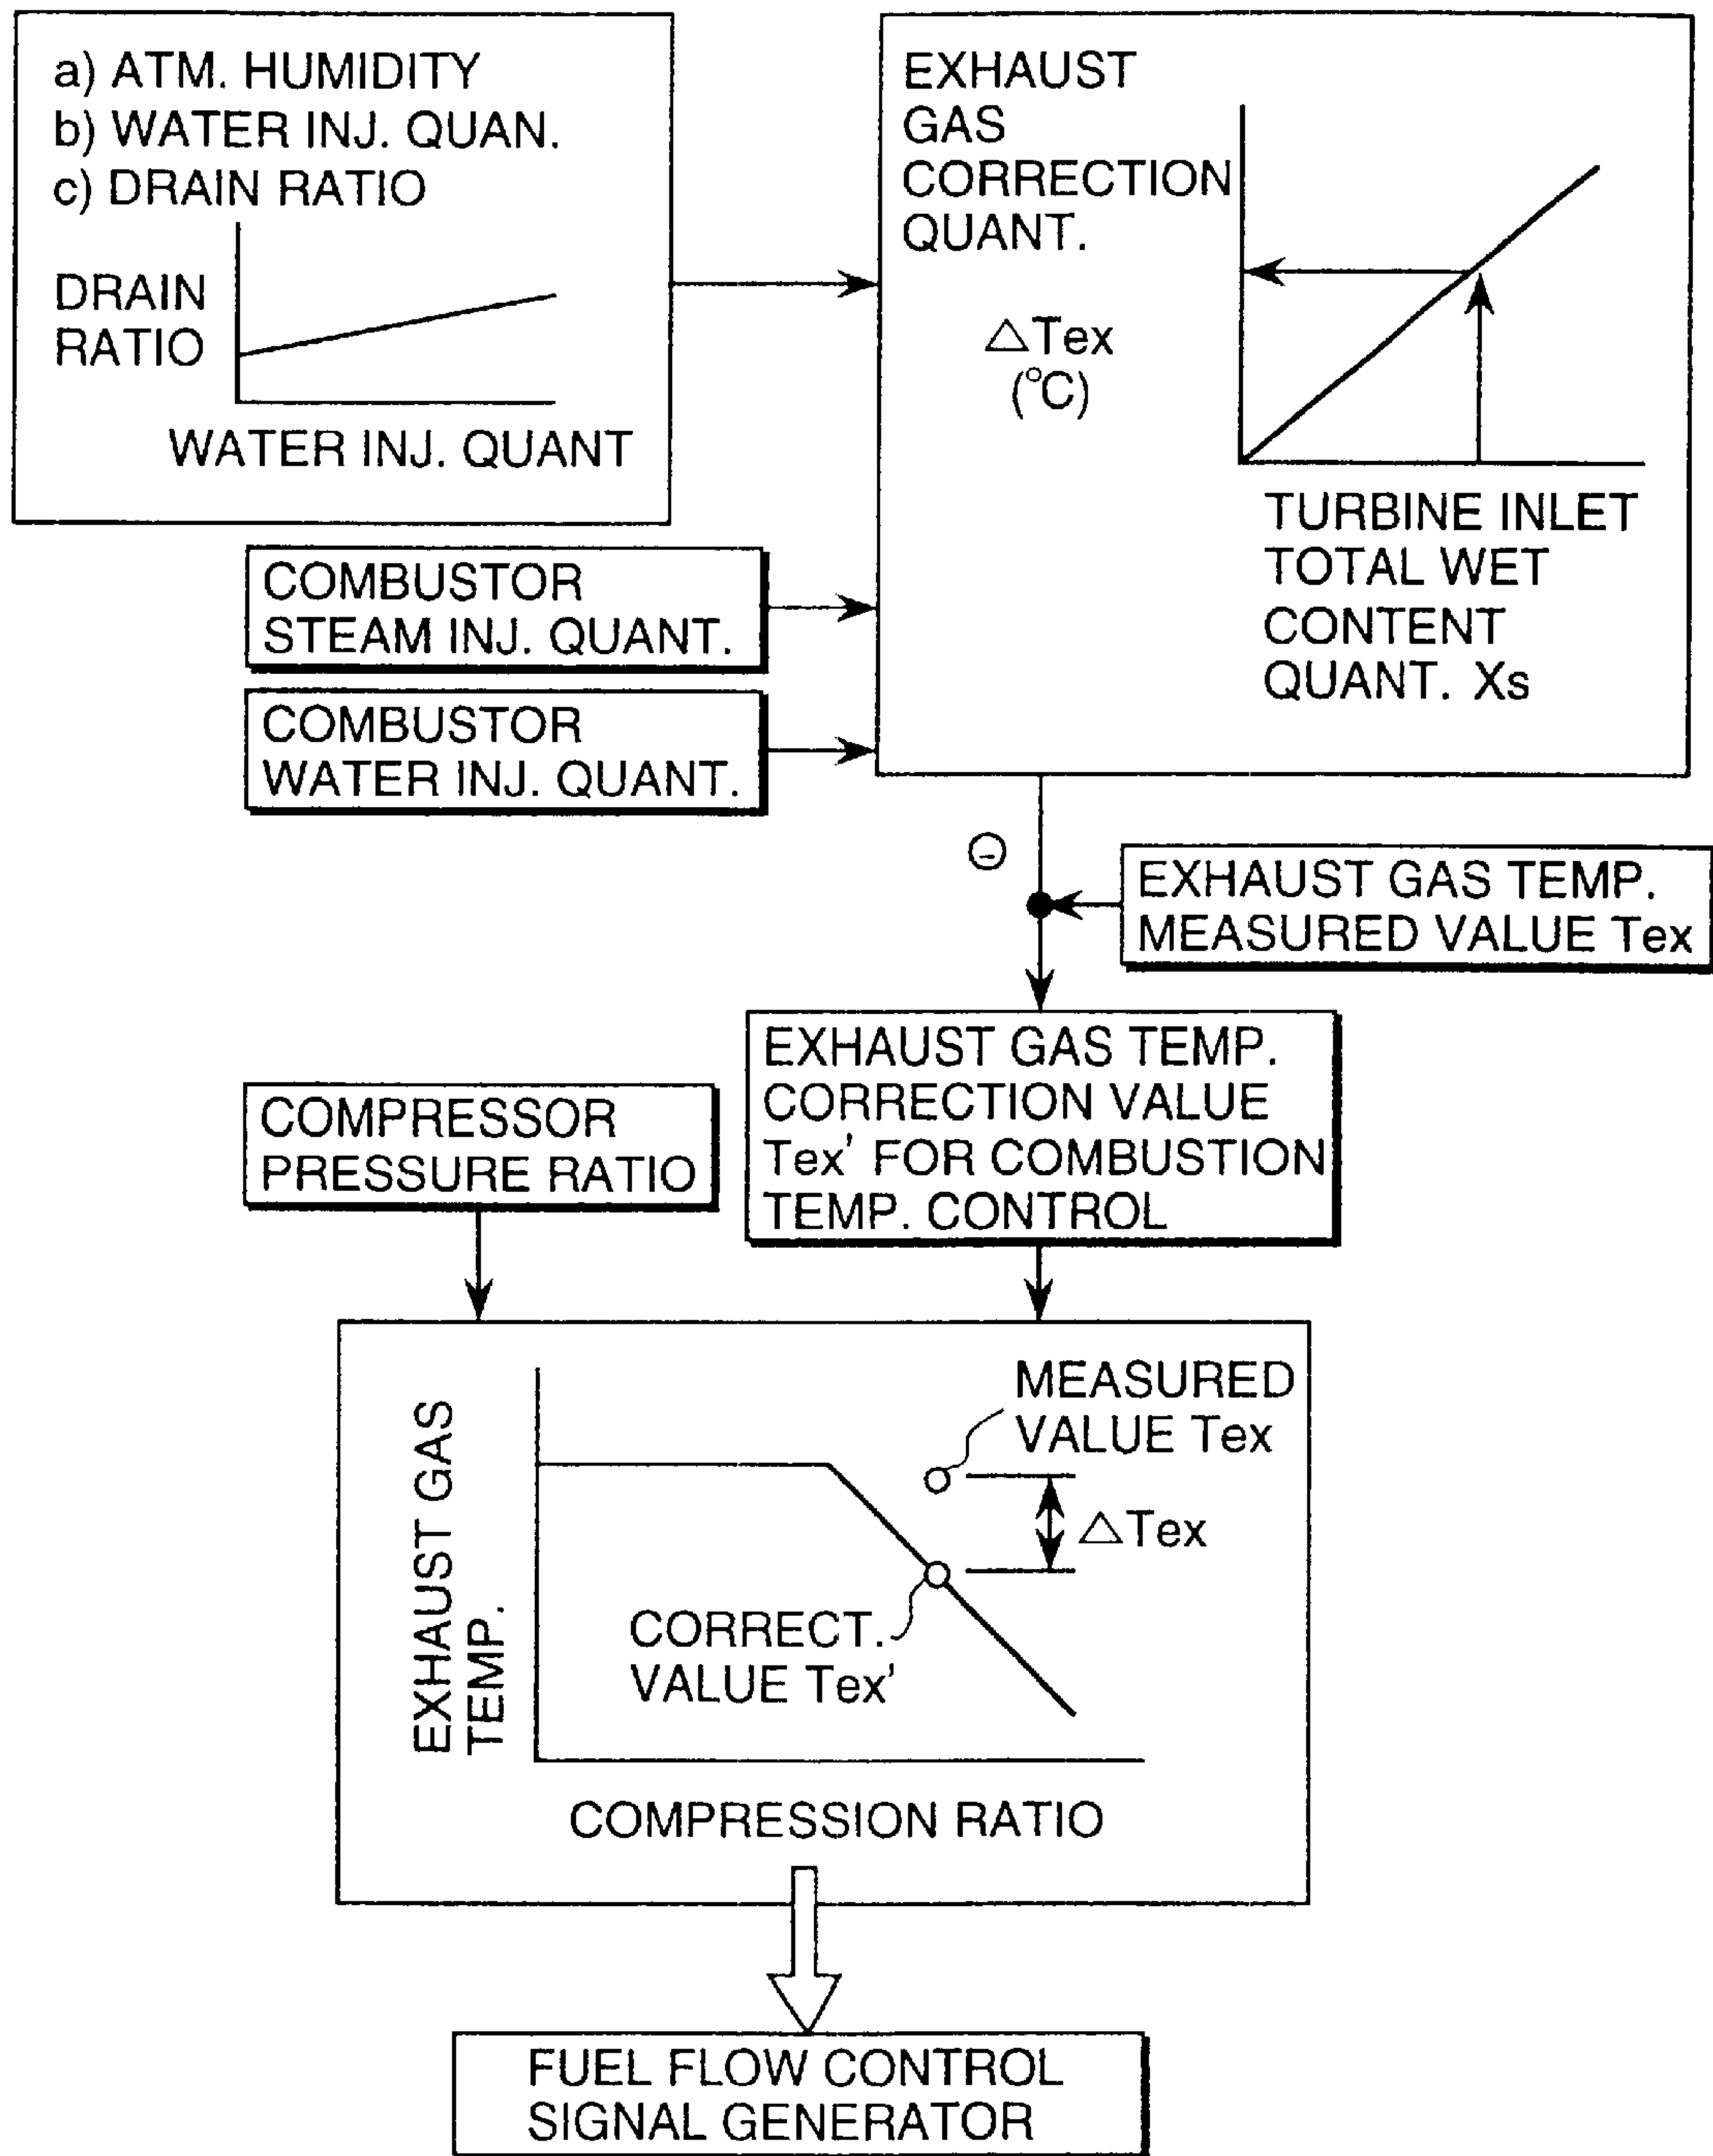 a) ATM. HUMIDITY
b) WATER INJ. QUAN.
c) DRAIN RATIO
DRAIN
RATIO
WATER INJ. QUANT
EXHAUST
GAS
CORRECTION
QUANT.
△Tex
(°C)
TURBINE INLET
TOTAL WET
CONTENT
QUANT. Xs
COMBUSTOR
STEAM INJ. QUANT.
COMBUSTOR
WATER INJ. QUANT.
⊖
EXHAUST GAS TEMP.
MEASURED VALUE Tex
EXHAUST GAS TEMP.
CORRECTION VALUE
Tex' FOR COMBUSTION
TEMP. CONTROL
COMPRESSOR
PRESSURE RATIO
EXHAUST GAS
TEMP.
MEASURED
VALUE Tex
△Tex
CORRECT.
VALUE Tex'
COMPRESSION RATIO
FUEL FLOW CONTROL
SIGNAL GENERATOR